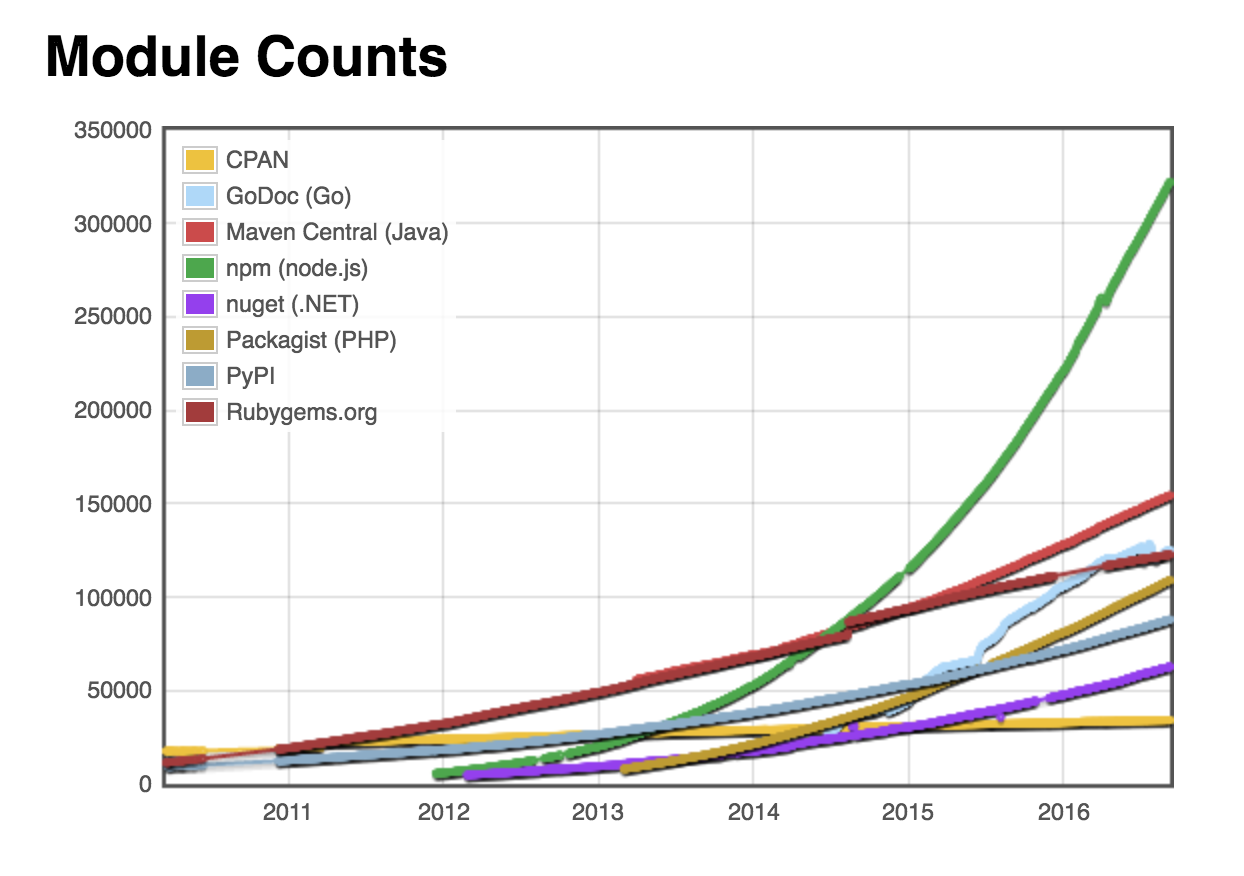 Module Counts
350000
300000
250000
200000
150000
100000
50000
0
CPAN
GoDoc (Go)
Maven Central (Java)
npm (node.js)
nuget (.NET)
Packagist (PHP)
PyPI
Rubygems.org
2011 2012 2013 2014 2015 2016